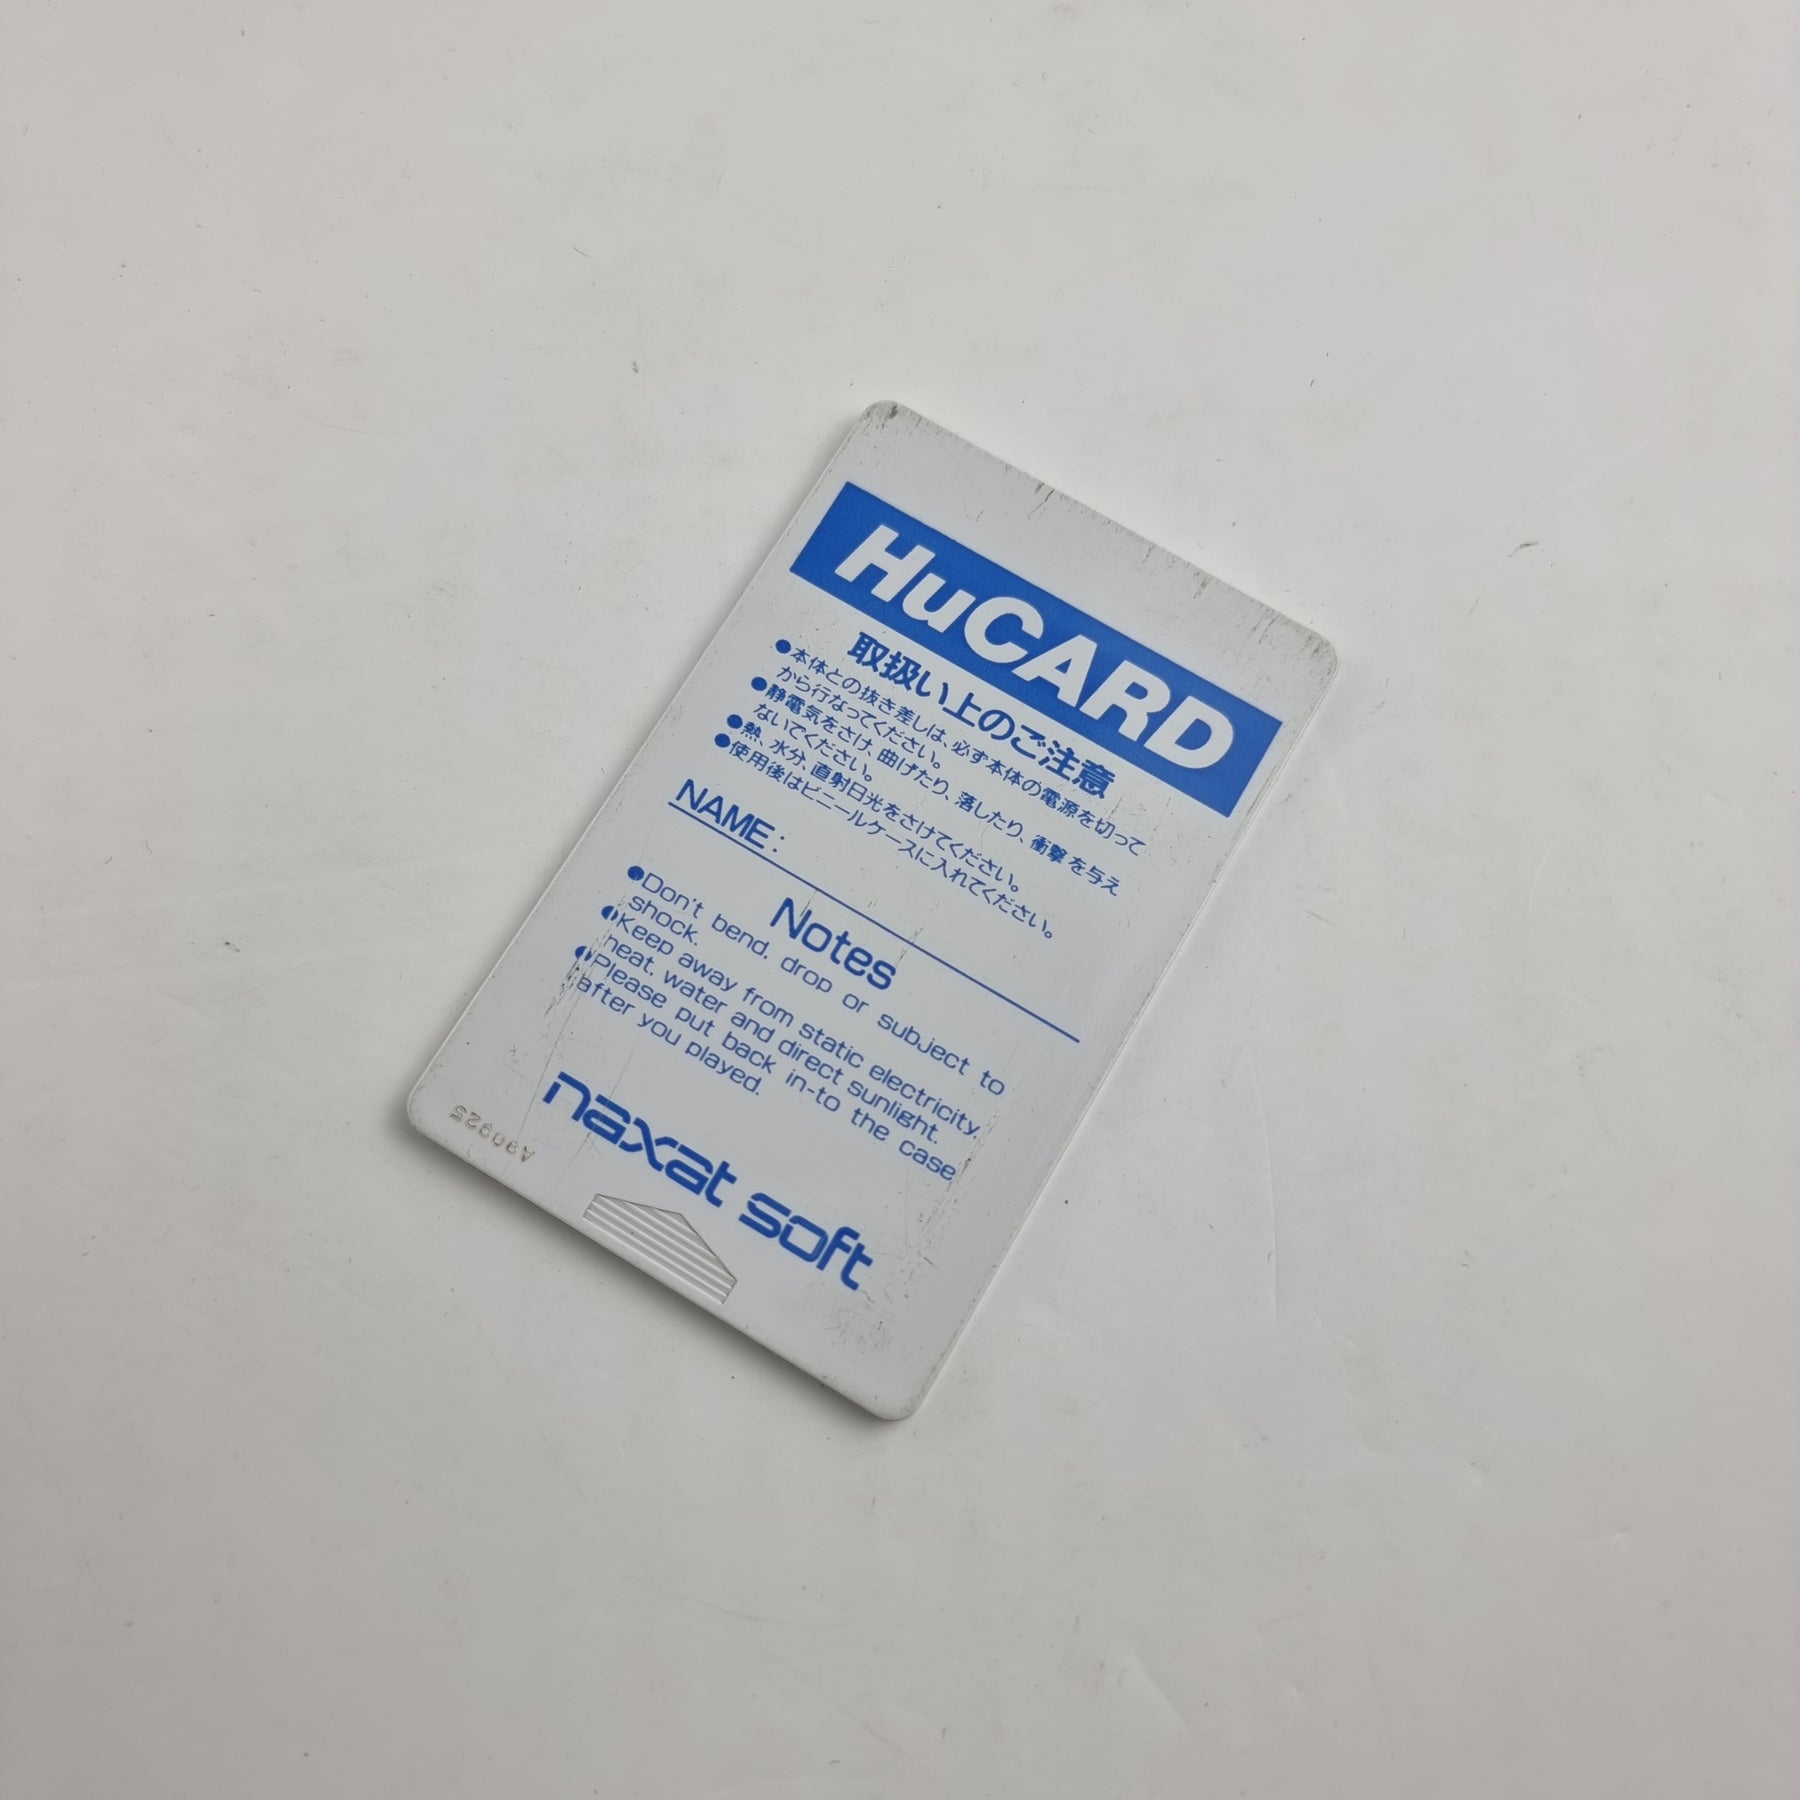 HuCARD
取扱い上のご注意
●本体との抜き差しは、必ず本体の電源を切って
から行なってください。
●静電気をさけ、曲げたり、落したり、衝撃を与え
ないでください。
●熱、水分、直射日光をさけてください。
●使用後はビニールケースに入れてください。
NAME:
Notes
●Don't bend, drop or subject to
shock.
●Keep away from static electricity,
heat, water and direct sunlight.
●Please put back in-to the case
after you played.
naxat soft
A90925